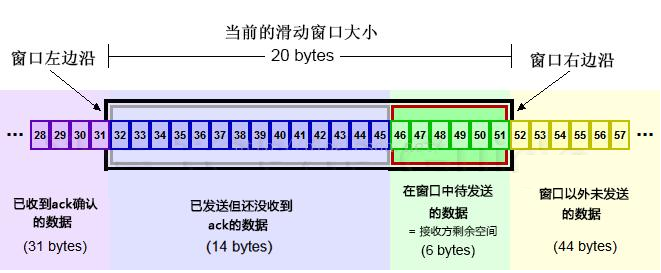 当前的滑动窗口大小
20 bytes
窗口左边沿
窗口右边沿
... 28 29 30 31 32 33 34 35 36 37 38 39 40 41 42 43 44 45 46 47 48 49 50 51 52 53 54 55 56 57 ...
已收到ack确认
的数据
(31 bytes)
已发送但还没收到
ack的数据
(14 bytes)
在窗口中待发送
的数据
= 接收方剩余空间
(6 bytes)
窗口以外未发送
的数据
(44 bytes)